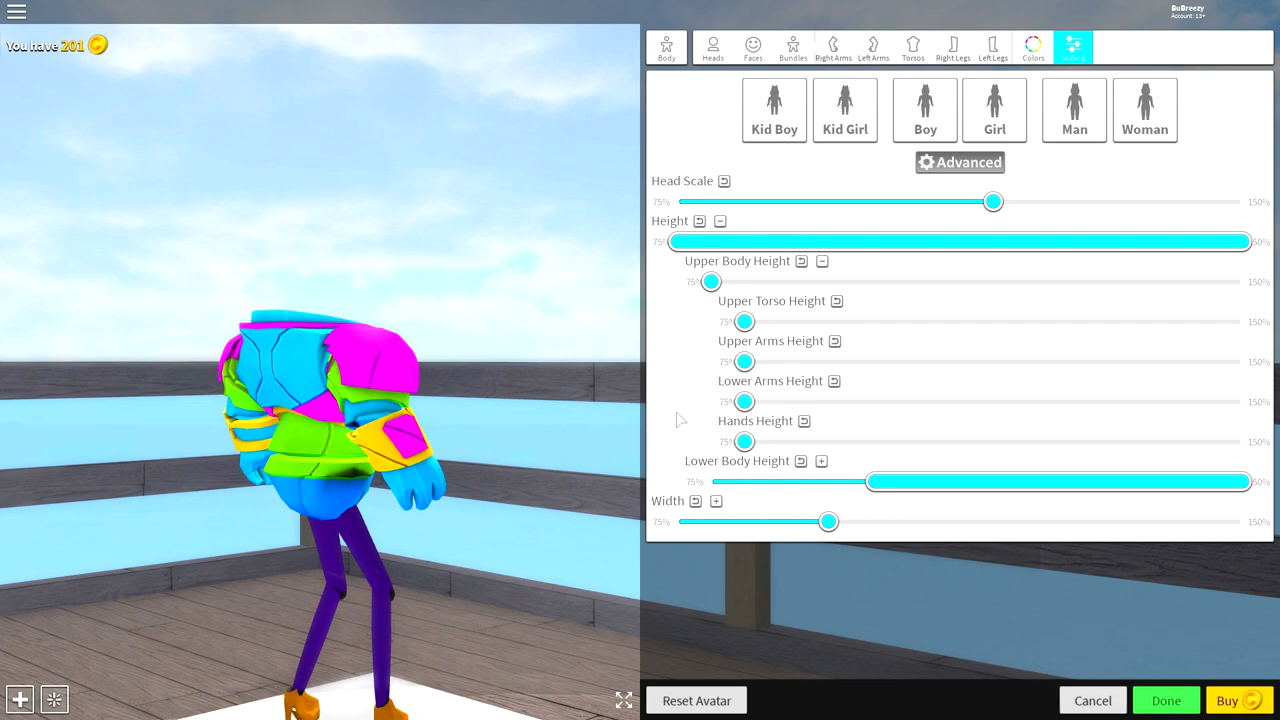 BuBreezy
Account: 13+
You have 201
Body
Heads
Faces
Bundles
Right Arms
Left Arms
Torsos
Right Legs
Left Legs
Colors
Scaling
Kid Boy
Kid Girl
Boy
Girl
Man
Woman
Advanced
Head Scale
75% 150%
Height
75% 50%
Upper Body Height
75% 150%
Upper Torso Height
75% 150%
Upper Arms Height
75% 150%
Lower Arms Height
75% 150%
Hands Height
75% 150%
Lower Body Height
75% 50%
Width
75% 150%
Reset Avatar
Cancel
Done
Buy